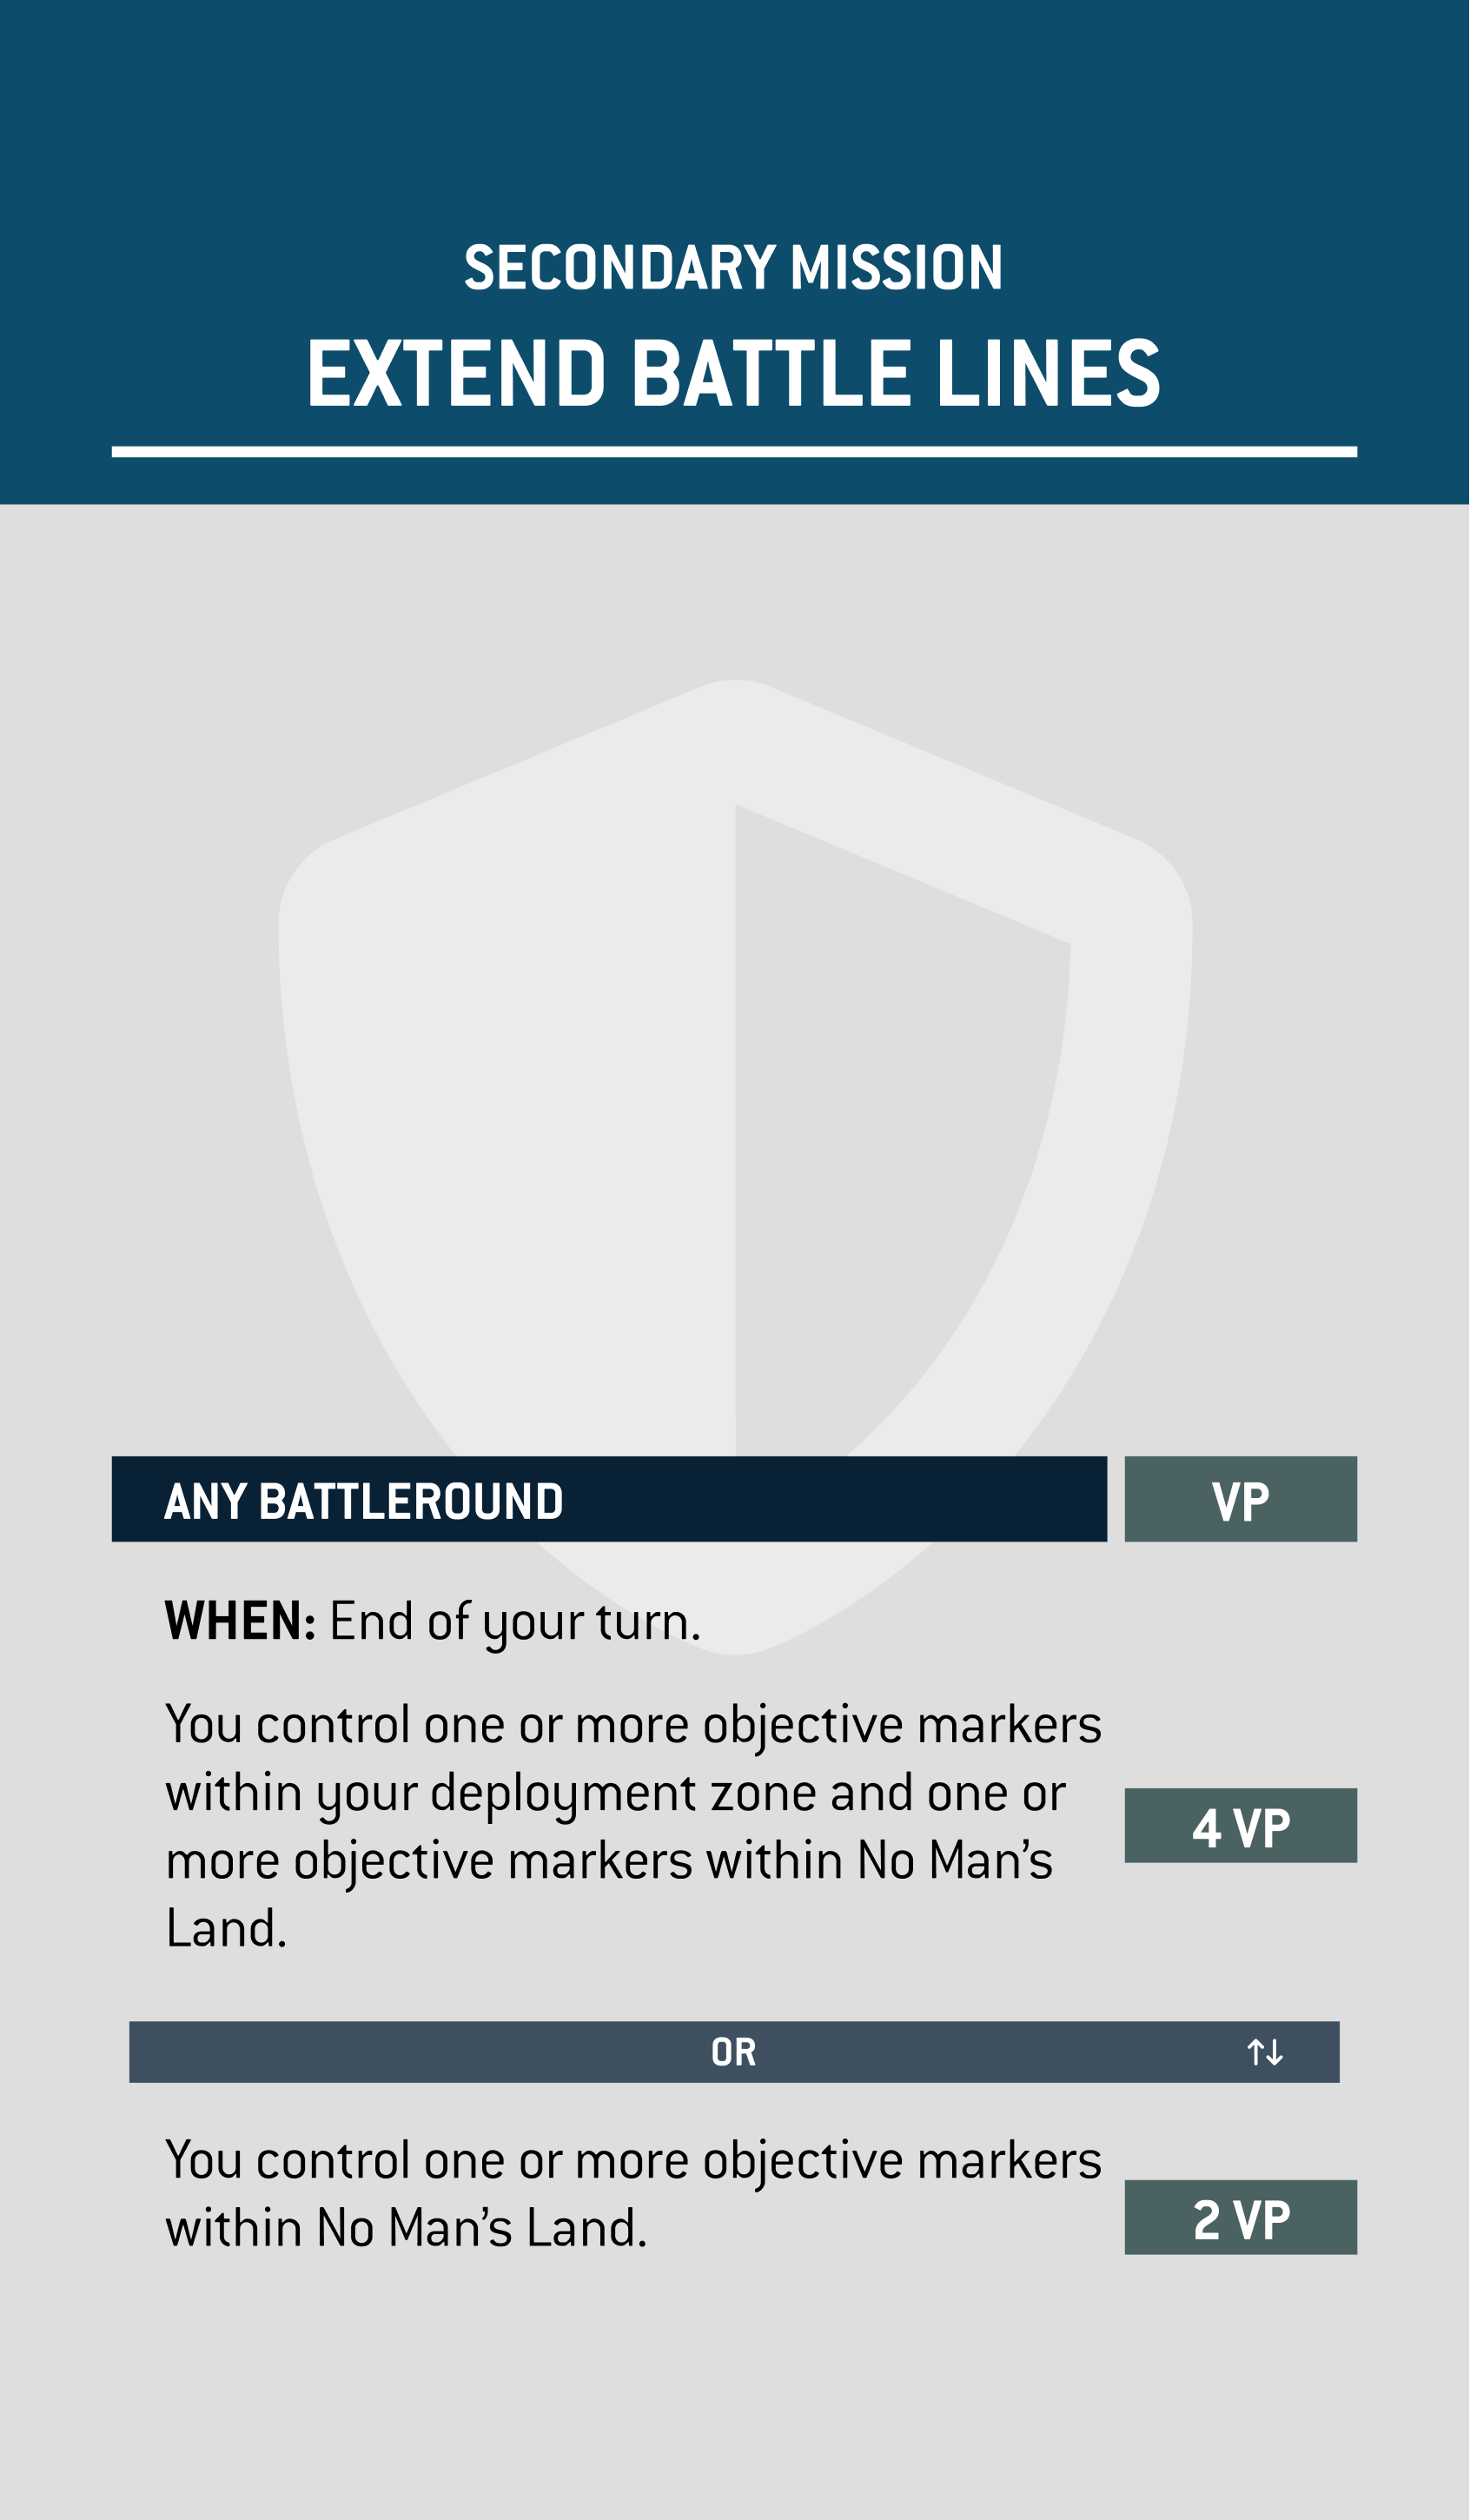 SECONDARY MISSION
EXTEND BATTLE LINES
ANY BATTLEROUND
VP
WHEN: End of your turn.
You control one or more objective markers
within your deployment zone and one or
more objective markers within No Man’s
Land.
4 VP
OR ↑↓
You control one or more objective markers
within No Man’s Land.
2 VP